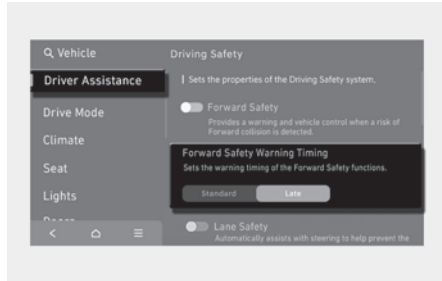 Vehicle
Driving Safety
Driver Assistance
Sets the properties of the Driving Safety system.
Drive Mode
Forward Safety
Provides a warning and vehicle control when a risk of
Forward collision is detected.
Climate
Forward Safety Warning Timing
Seat
Sets the warning timing of the Forward Safety functions.
Lights
Standard
Late
Lane Safety
Automatically assists with steering to help prevent the